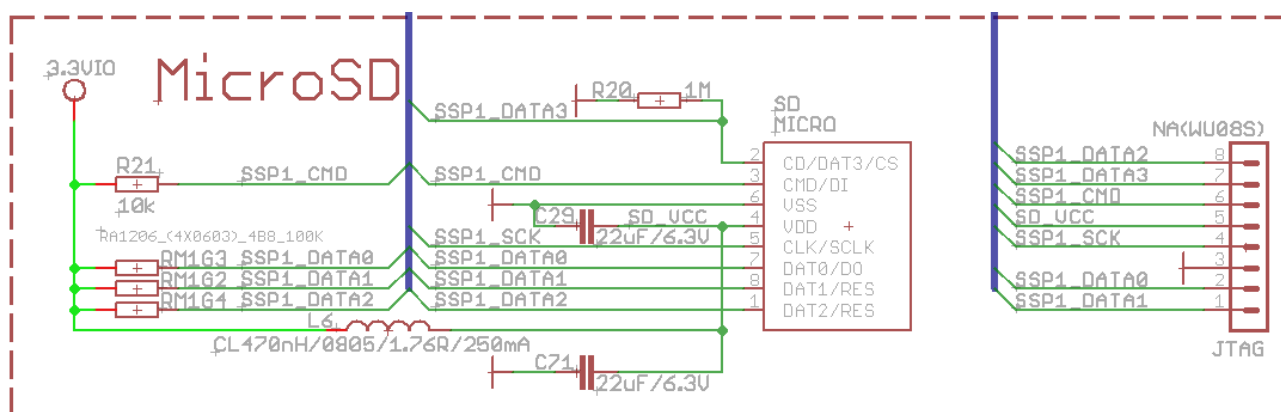 3.3VIO
MicroSD
R20 1M
SSP1_DATA3
SD
MICRO
NA(WU08S)
R21
10k
SSP1_CMD
SSP1_CMD
RA1206_(4X0603)_4B8_100K
C29
22uF/6.3V
SD_VCC
SSP1_SCK
RM1G3 SSP1_DATA0 SSP1_DATA0
RM1G2 SSP1_DATA1 SSP1_DATA1
RM1G4 SSP1_DATA2 SSP1_DATA2
L6
CL470nH/0805/1.76R/250mA
C71
22uF/6.3V
2 CD/DAT3/CS
3 CMD/DI
6 VSS
4 VDD
5 CLK/SCLK
7 DAT0/DO
8 DAT1/RES
1 DAT2/RES
SSP1_DATA2 8
SSP1_DATA3 7
SSP1_CMD 6
SD_VCC 5
SSP1_SCK 4
3
SSP1_DATA0 2
SSP1_DATA1 1
JTAG